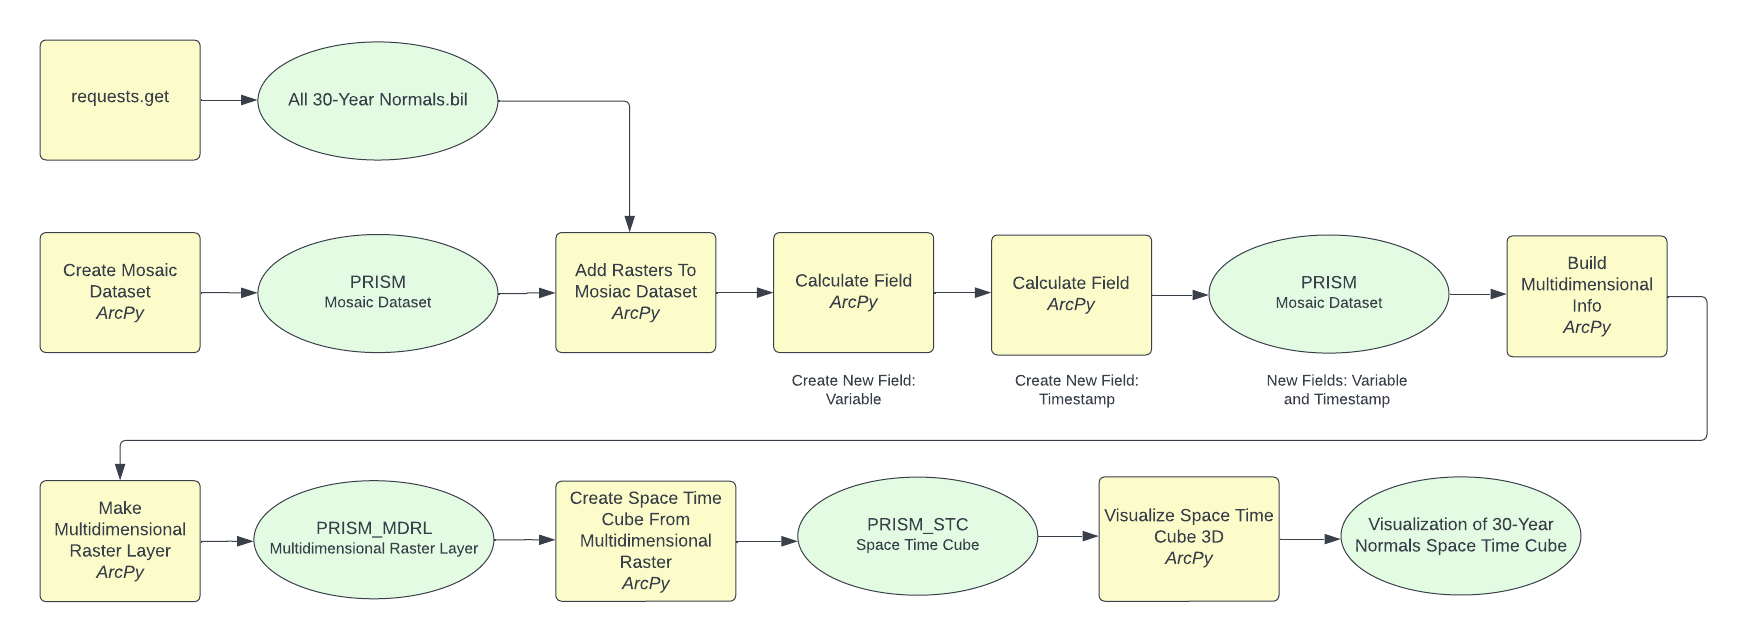 requests.get
All 30-Year Normals.bil
Create Mosaic
Dataset
ArcPy
PRISM
Mosaic Dataset
Add Rasters To
Mosiac Dataset
ArcPy
Calculate Field
ArcPy
Create New Field:
Variable
Calculate Field
ArcPy
Create New Field:
Timestamp
PRISM
Mosaic Dataset
New Fields: Variable
and Timestamp
Build
Multidimensional
Info
ArcPy
Make
Multidimensional
Raster Layer
ArcPy
PRISM_MDRL
Multidimensional Raster Layer
Create Space Time
Cube From
Multidimensional
Raster
ArcPy
PRISM_STC
Space Time Cube
Visualize Space Time
Cube 3D
ArcPy
Visualization of 30-Year
Normals Space Time Cube